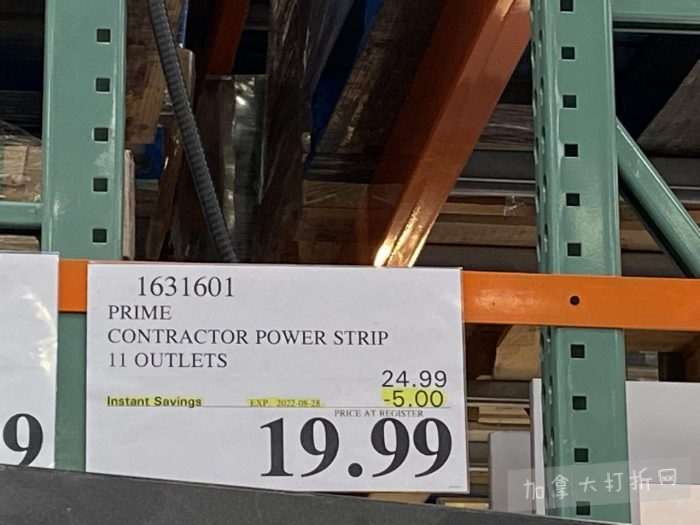 1631601
PRIME
CONTRACTOR POWER STRIP
11 OUTLETS
24.99
Instant Savings EXP. 2022-08-28 -5.00
PRICE AT REGISTER
19.99
9
加拿大打折网